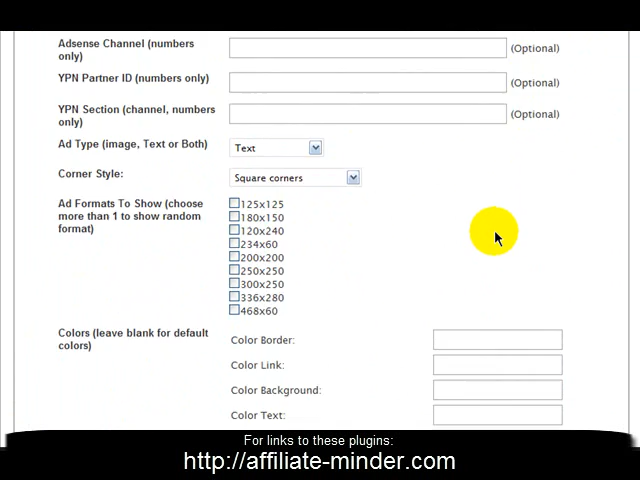 Adsense Channel (numbers
only)
(Optional)
YPN Partner ID (numbers only)
(Optional)
YPN Section (channel, numbers
only)
(Optional)
Ad Type (image, Text or Both)
Text
Corner Style:
Square corners
Ad Formats To Show (choose
more than 1 to show random
format)
125x125
180x150
120x240
234x60
200x200
250x250
300x250
336x280
468x60
Colors (leave blank for default
colors)
Color Border:
Color Link:
Color Background:
Color Text:
For links to these plugins:
http://affiliate-minder.com